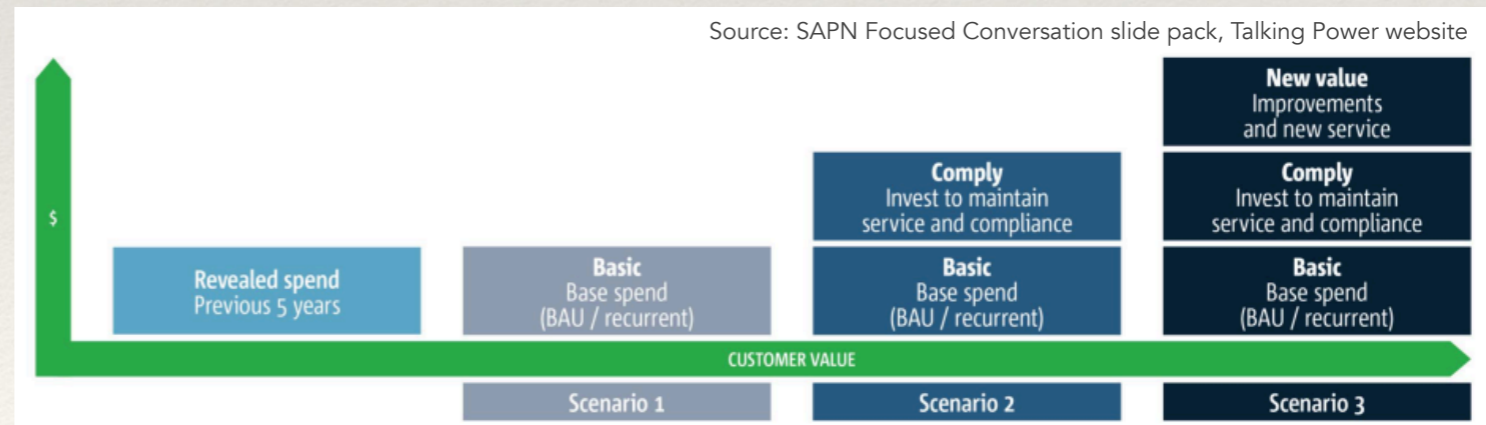 Source: SAPN Focused Conversation slide pack, Talking Power website
$
Revealed spend
Previous 5 years
Basic
Base spend
(BAU / recurrent)
Comply
Invest to maintain
service and compliance
Basic
Base spend
(BAU / recurrent)
New value
Improvements
and new service
Comply
Invest to maintain
service and compliance
Basic
Base spend
(BAU / recurrent)
CUSTOMER VALUE
Scenario 1
Scenario 2
Scenario 3